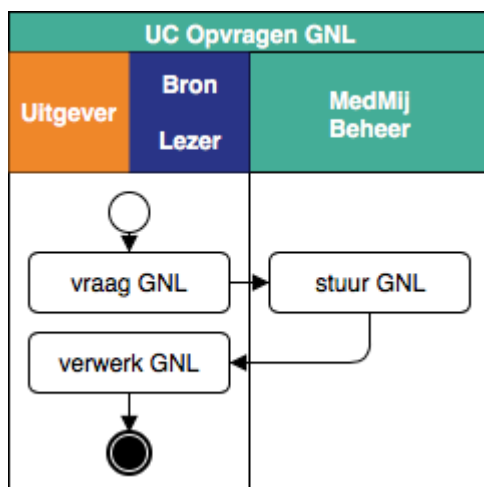 UC Opvragen GNL
Uitgever
Bron
Lezer
MedMij
Beheer
vraag GNL
stuur GNL
verwerk GNL